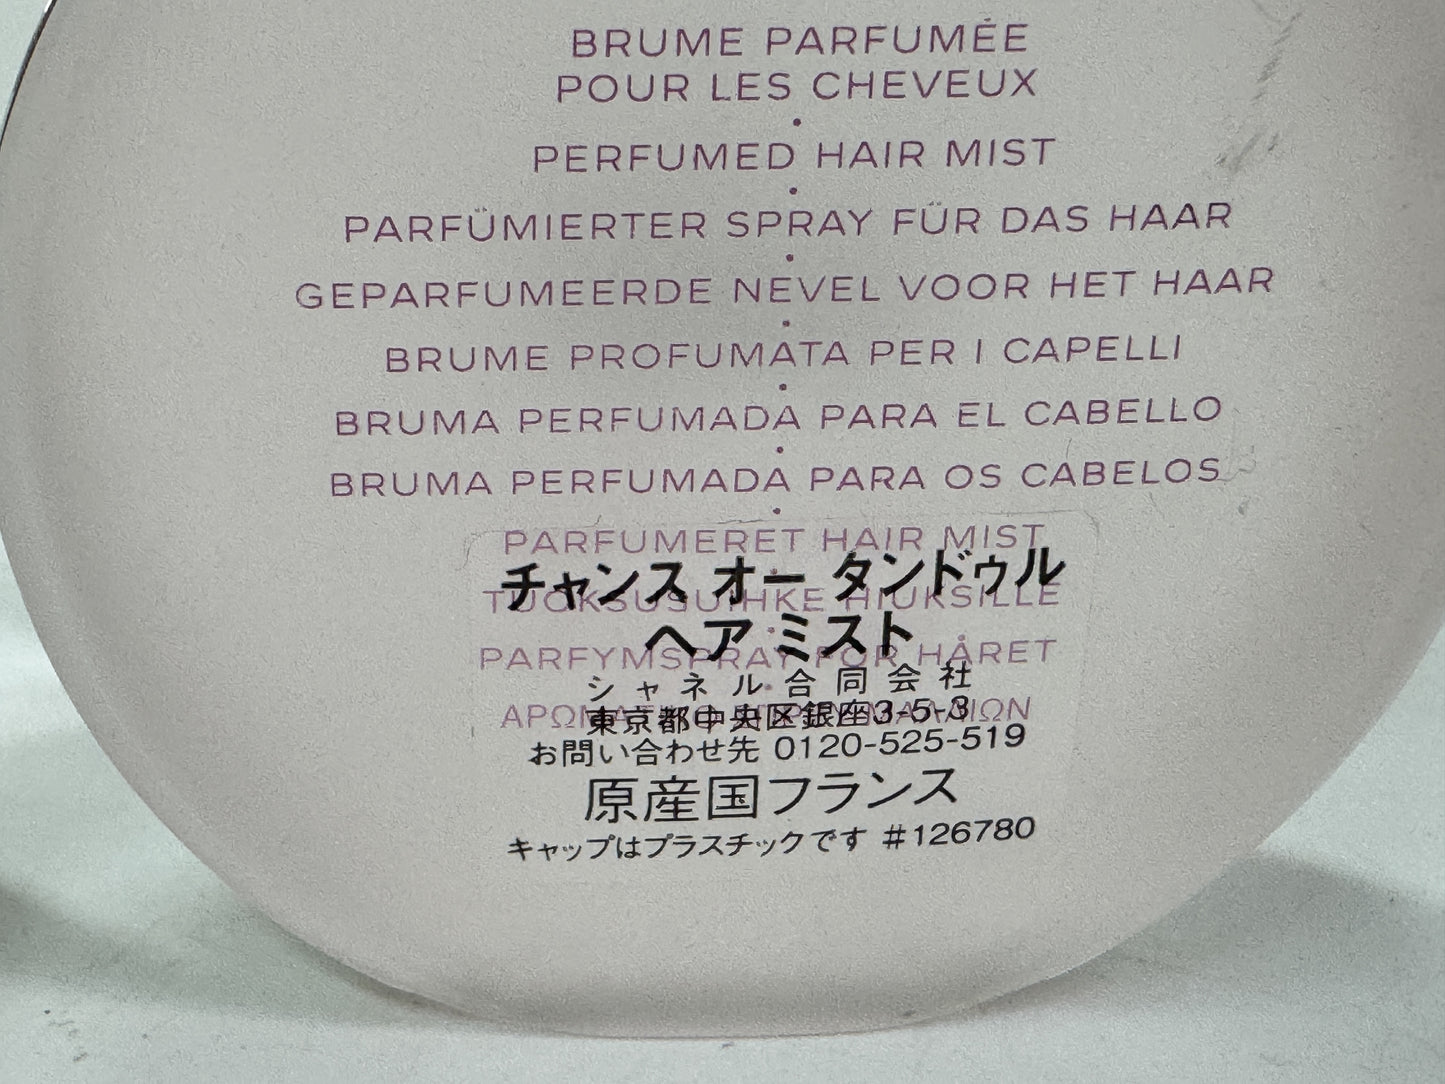 BRUME PARFUMÉE
POUR LES CHEVEUX
PERFUMED HAIR MIST
PARFÜMIERTER SPRAY FÜR DAS HAAR
GEPARFUMEERDE NEVEL VOOR HET HAAR
BRUME PROFUMATA PER I CAPELLI
BRUMA PERFUMADA PARA EL CABELLO
BRUMA PERFUMADA PARA OS CABELOS
PARFUMERET HAIR MIST
チャンス オー タンドゥル
TUOKSUSUIHKE HIUKSILLE
ヘア ミスト
PARFYMSPRAY FÖR HÅRET
シャネル合同会社
東京都中央区銀座3-5-3
お問い合わせ先 0120-525-519
原産国フランス
キャップはプラスチックです #126780